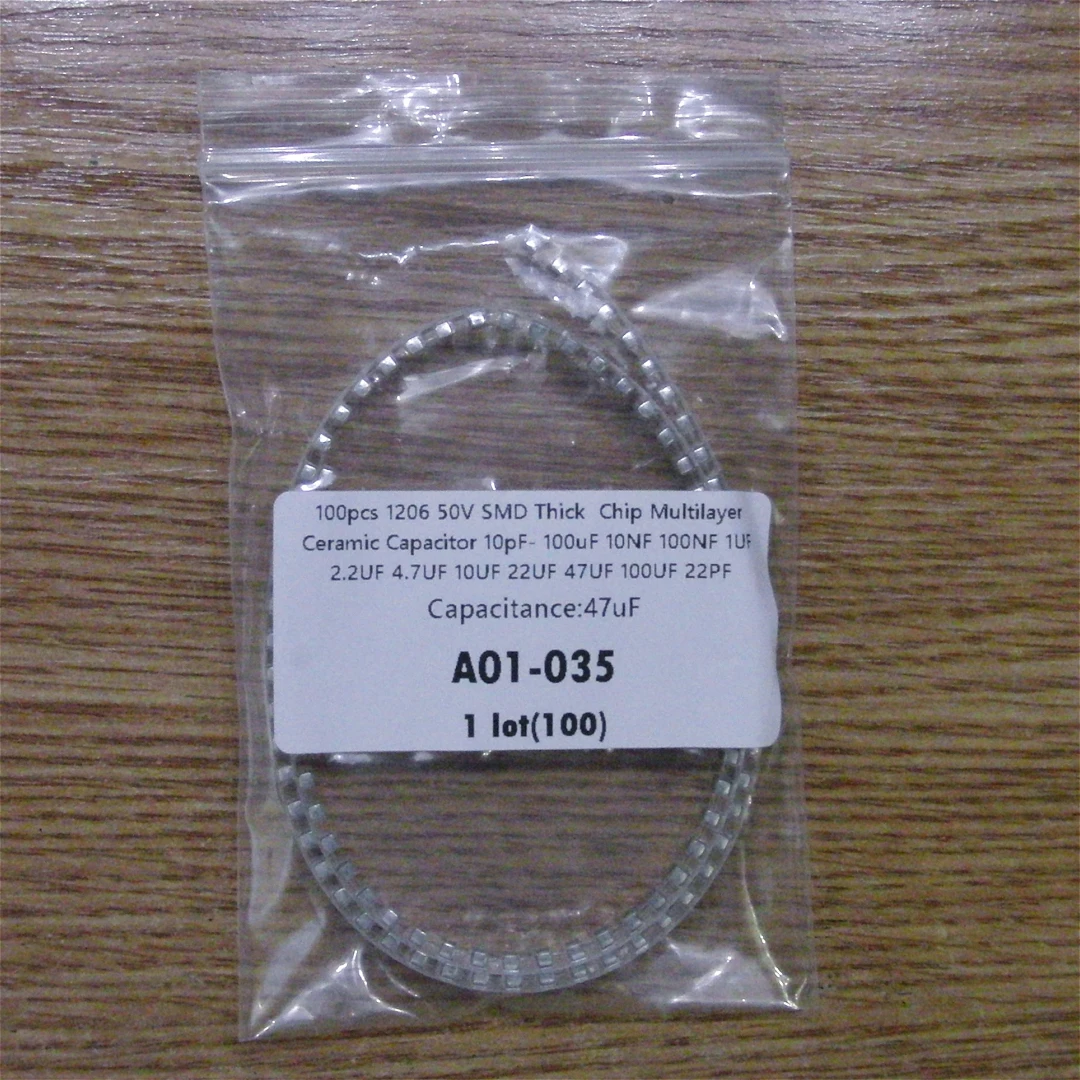 100pcs 1206 50V SMD Thick Chip Multilayer
Ceramic Capacitor 10pF- 100uF 10NF 100NF 1UF
2.2UF 4.7UF 10UF 22UF 47UF 100UF 22PF
Capacitance:47uF
A01-035
1 lot(100)